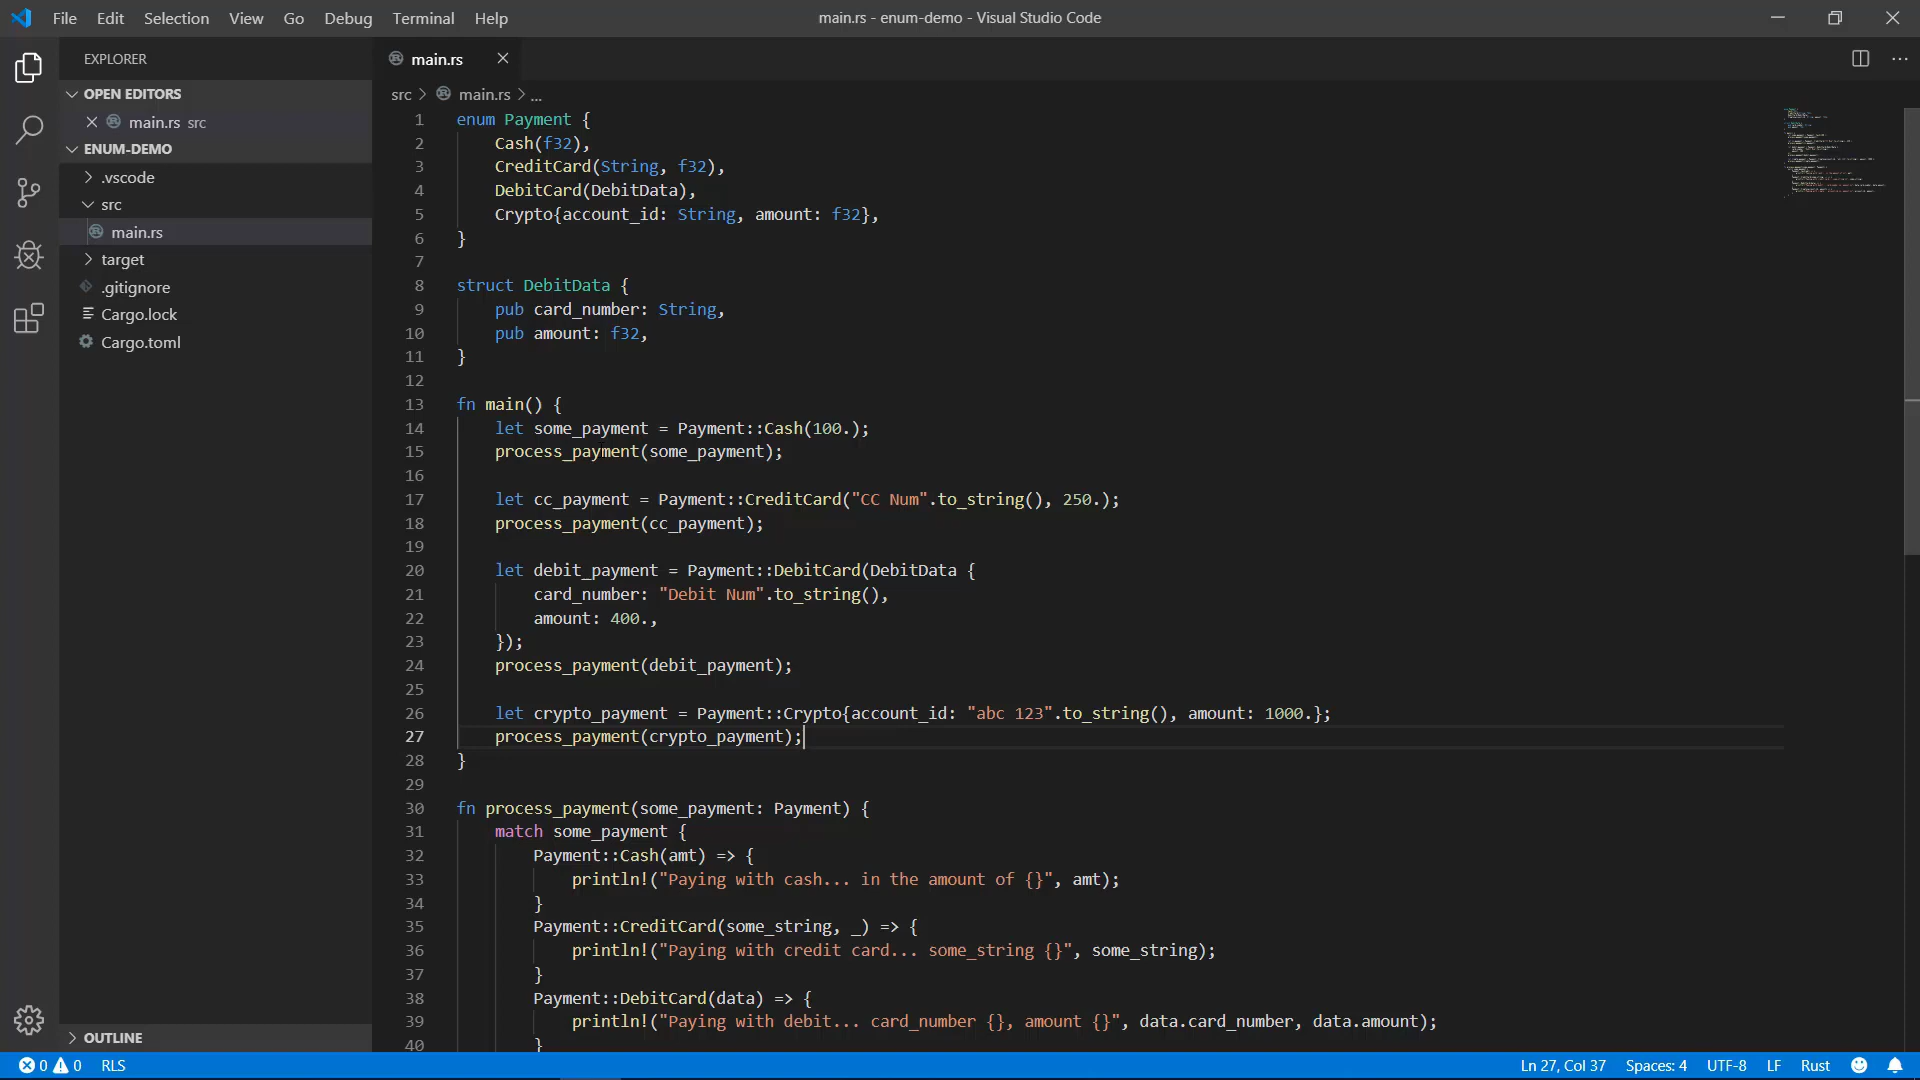 File Edit Selection View Go Debug Terminal Help
main.rs - enum-demo - Visual Studio Code
EXPLORER
OPEN EDITORS
main.rs src
ENUM-DEMO
.vscode
src
main.rs
target
.gitignore
Cargo.lock
Cargo.toml
OUTLINE
main.rs
src > main.rs > ...
1 enum Payment {
2 Cash(f32),
3 CreditCard(String, f32),
4 DebitCard(DebitData),
5 Crypto{account_id: String, amount: f32},
6 }
7
8 struct DebitData {
9 pub card_number: String,
10 pub amount: f32,
11 }
12
13 fn main() {
14 let some_payment = Payment::Cash(100.);
15 process_payment(some_payment);
16
17 let cc_payment = Payment::CreditCard("CC Num".to_string(), 250.);
18 process_payment(cc_payment);
19
20 let debit_payment = Payment::DebitCard(DebitData {
21 card_number: "Debit Num".to_string(),
22 amount: 400.,
23 });
24 process_payment(debit_payment);
25
26 let crypto_payment = Payment::Crypto{account_id: "abc 123".to_string(), amount: 1000.};
27 process_payment(crypto_payment);
28 }
29
30 fn process_payment(some_payment: Payment) {
31 match some_payment {
32 Payment::Cash(amt) => {
33 println!("Paying with cash... in the amount of {}", amt);
34 }
35 Payment::CreditCard(some_string, _) => {
36 println!("Paying with credit card... some_string {}", some_string);
37 }
38 Payment::DebitCard(data) => {
39 println!("Paying with debit... card_number {}, amount {}", data.card_number, data.amount);
40 }
0 0 RLS
Ln 27, Col 37 Spaces: 4 UTF-8 LF Rust